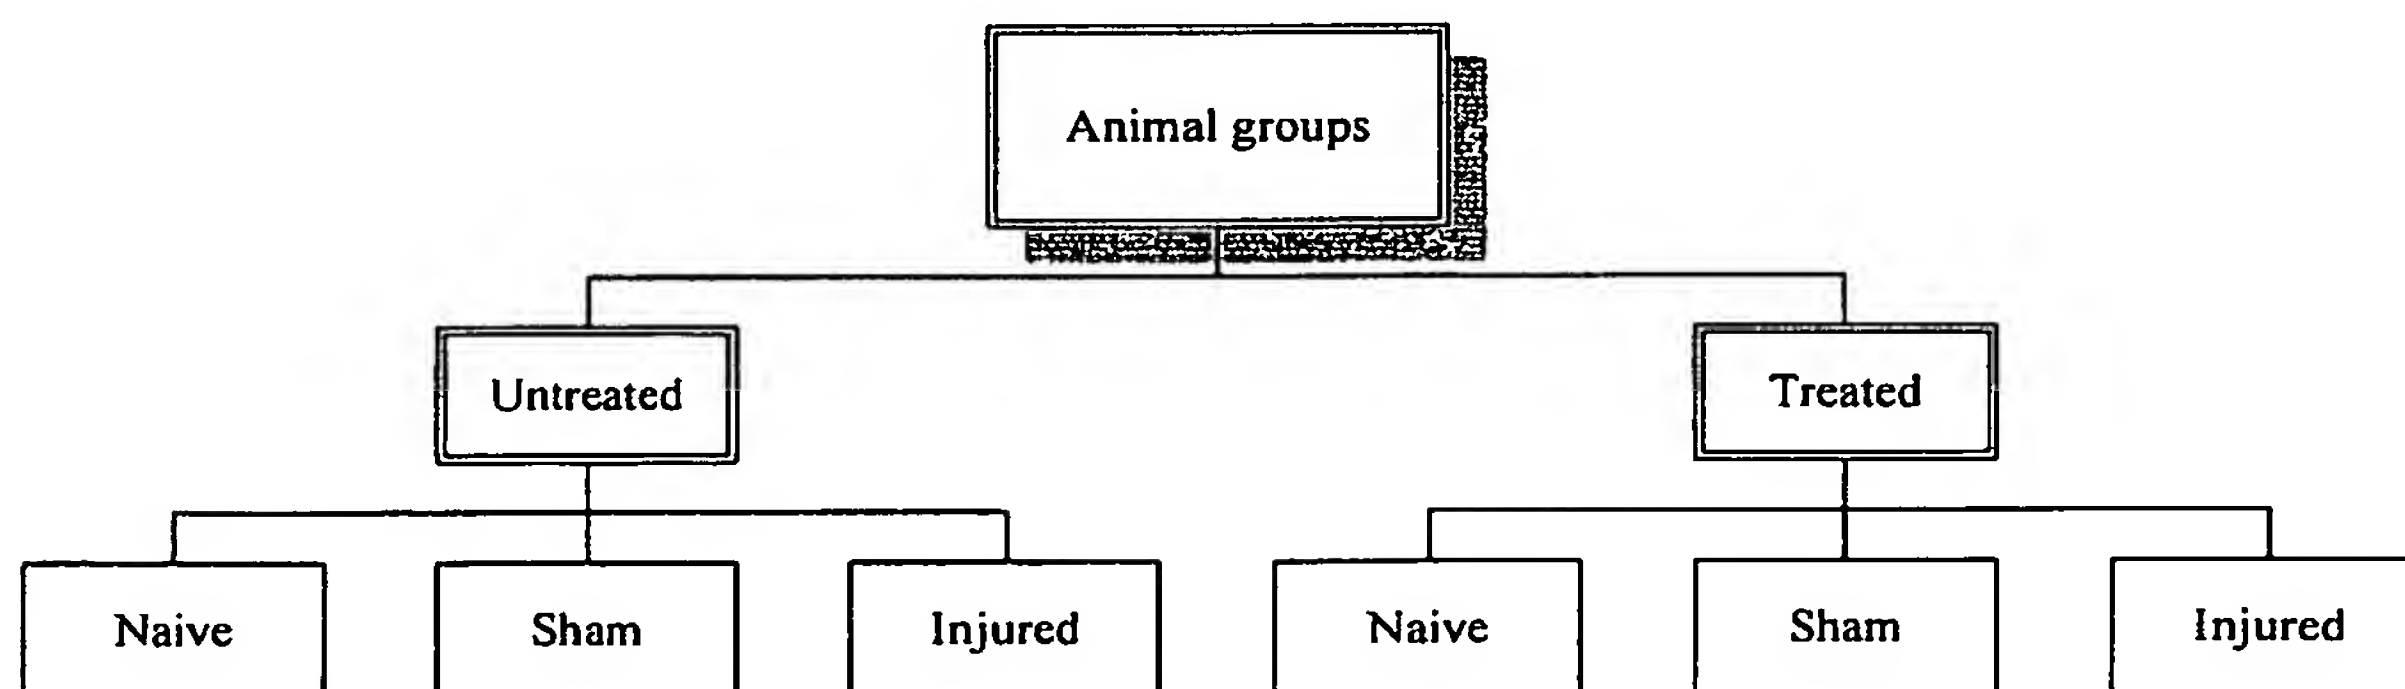 Animal groups
Untreated
Treated
Naive
Sham
Injured
Naive
Sham
Injured